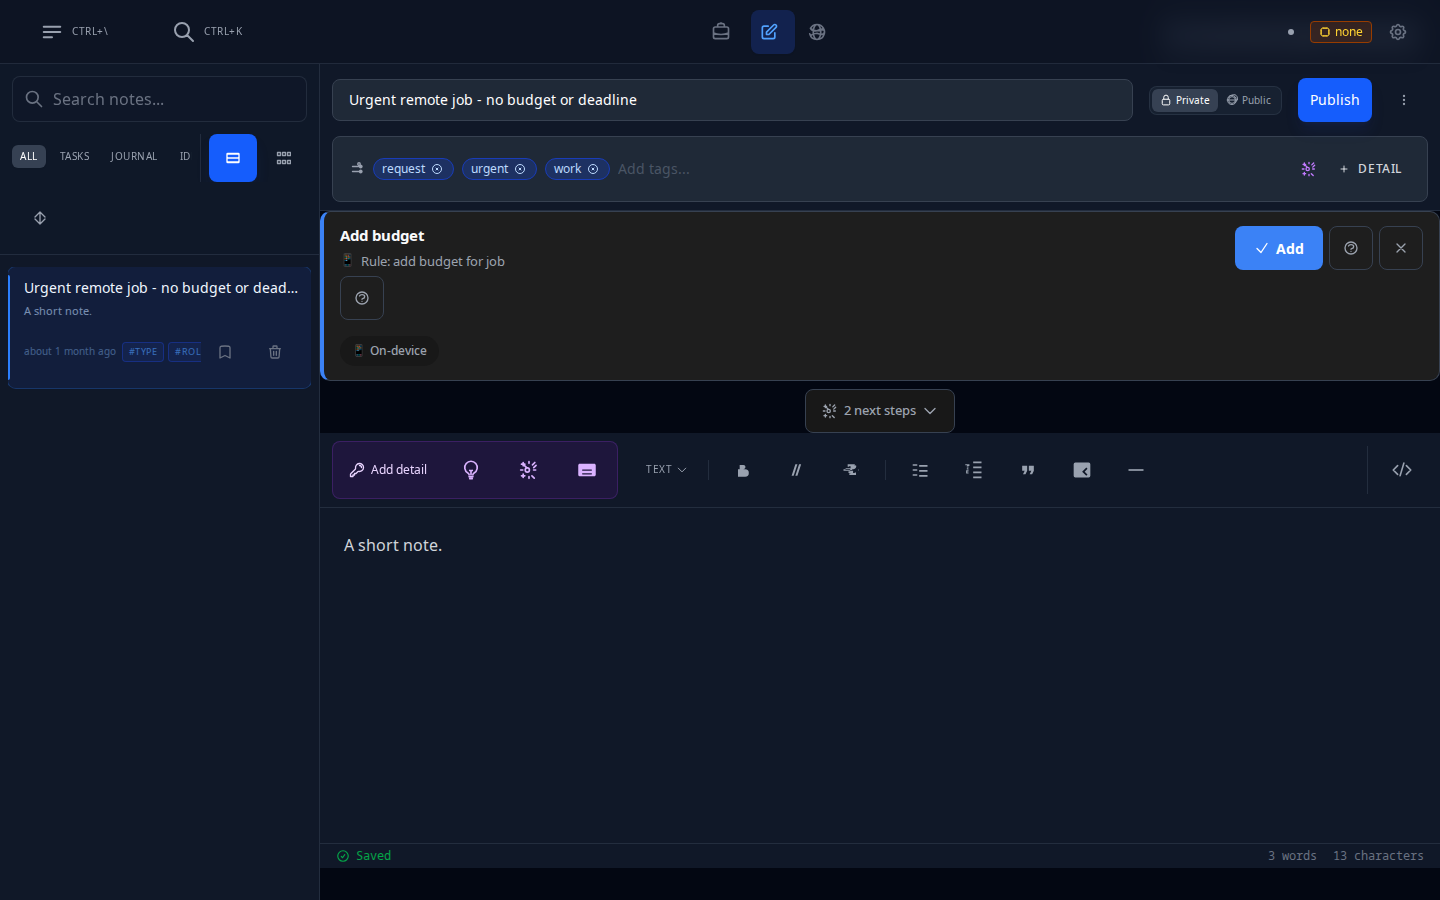 CTRL+\
CTRL+K
none
Search notes...
ALL TASKS JOURNAL ID
Urgent remote job - no budget or dead...
A short note.
about 1 month ago #TYPE #ROL
Urgent remote job - no budget or deadline
Private Public
Publish
request urgent work Add tags...
+ DETAIL
Add budget
Rule: add budget for job
Add
On-device
2 next steps
Add detail
TEXT
A short note.
Saved
3 words 13 characters